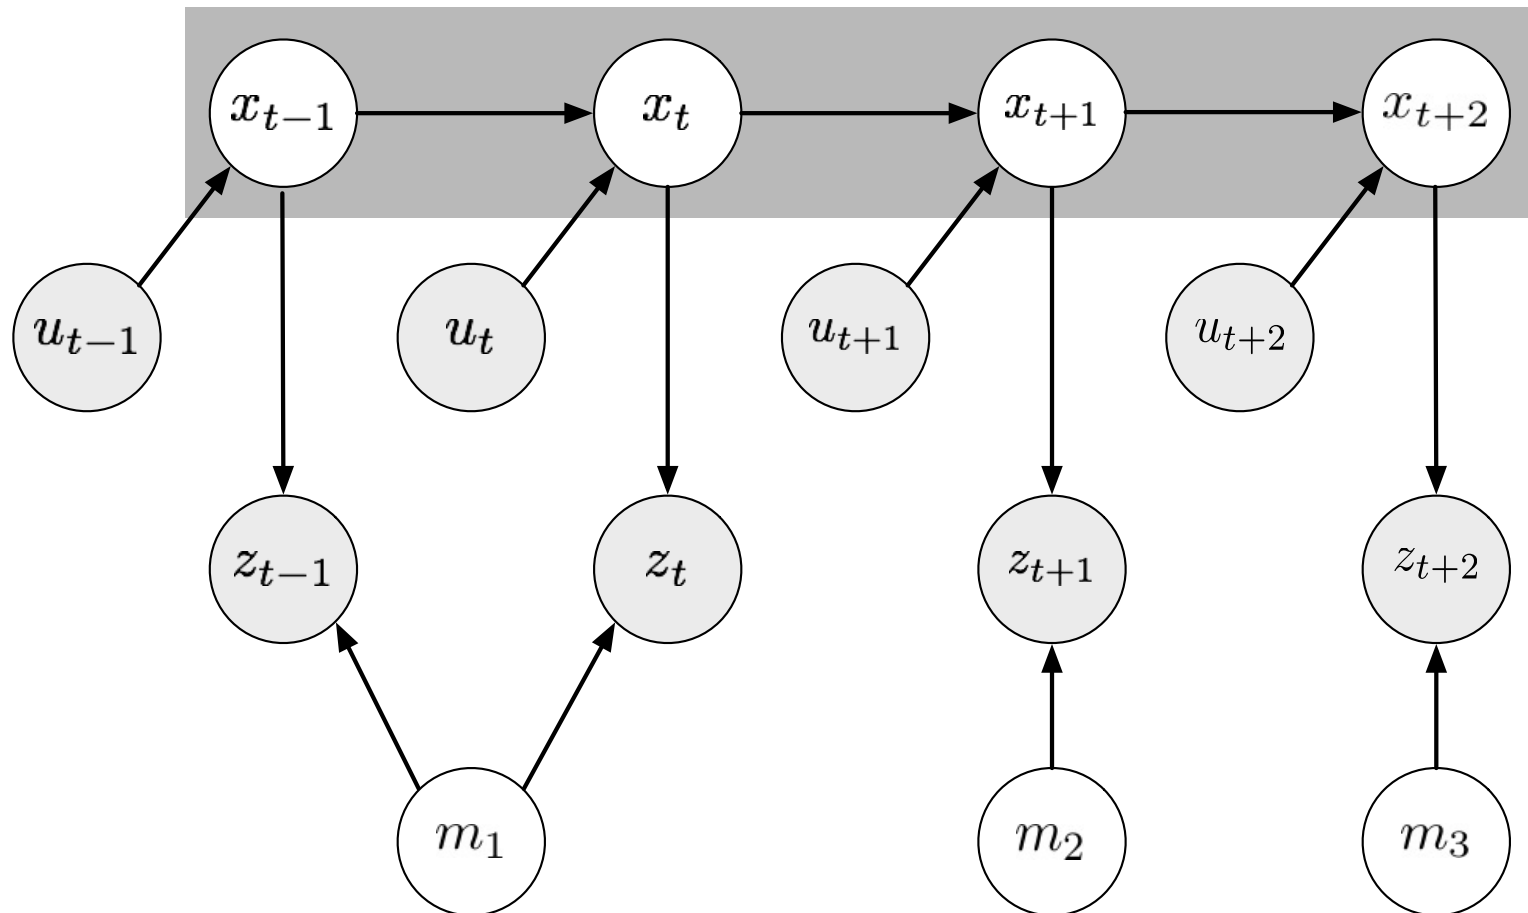 x_{t-1} x_t x_{t+1} x_{t+2}
u_{t-1} u_t u_{t+1} u_{t+2}
z_{t-1} z_t z_{t+1} z_{t+2}
m_1 m_2 m_3